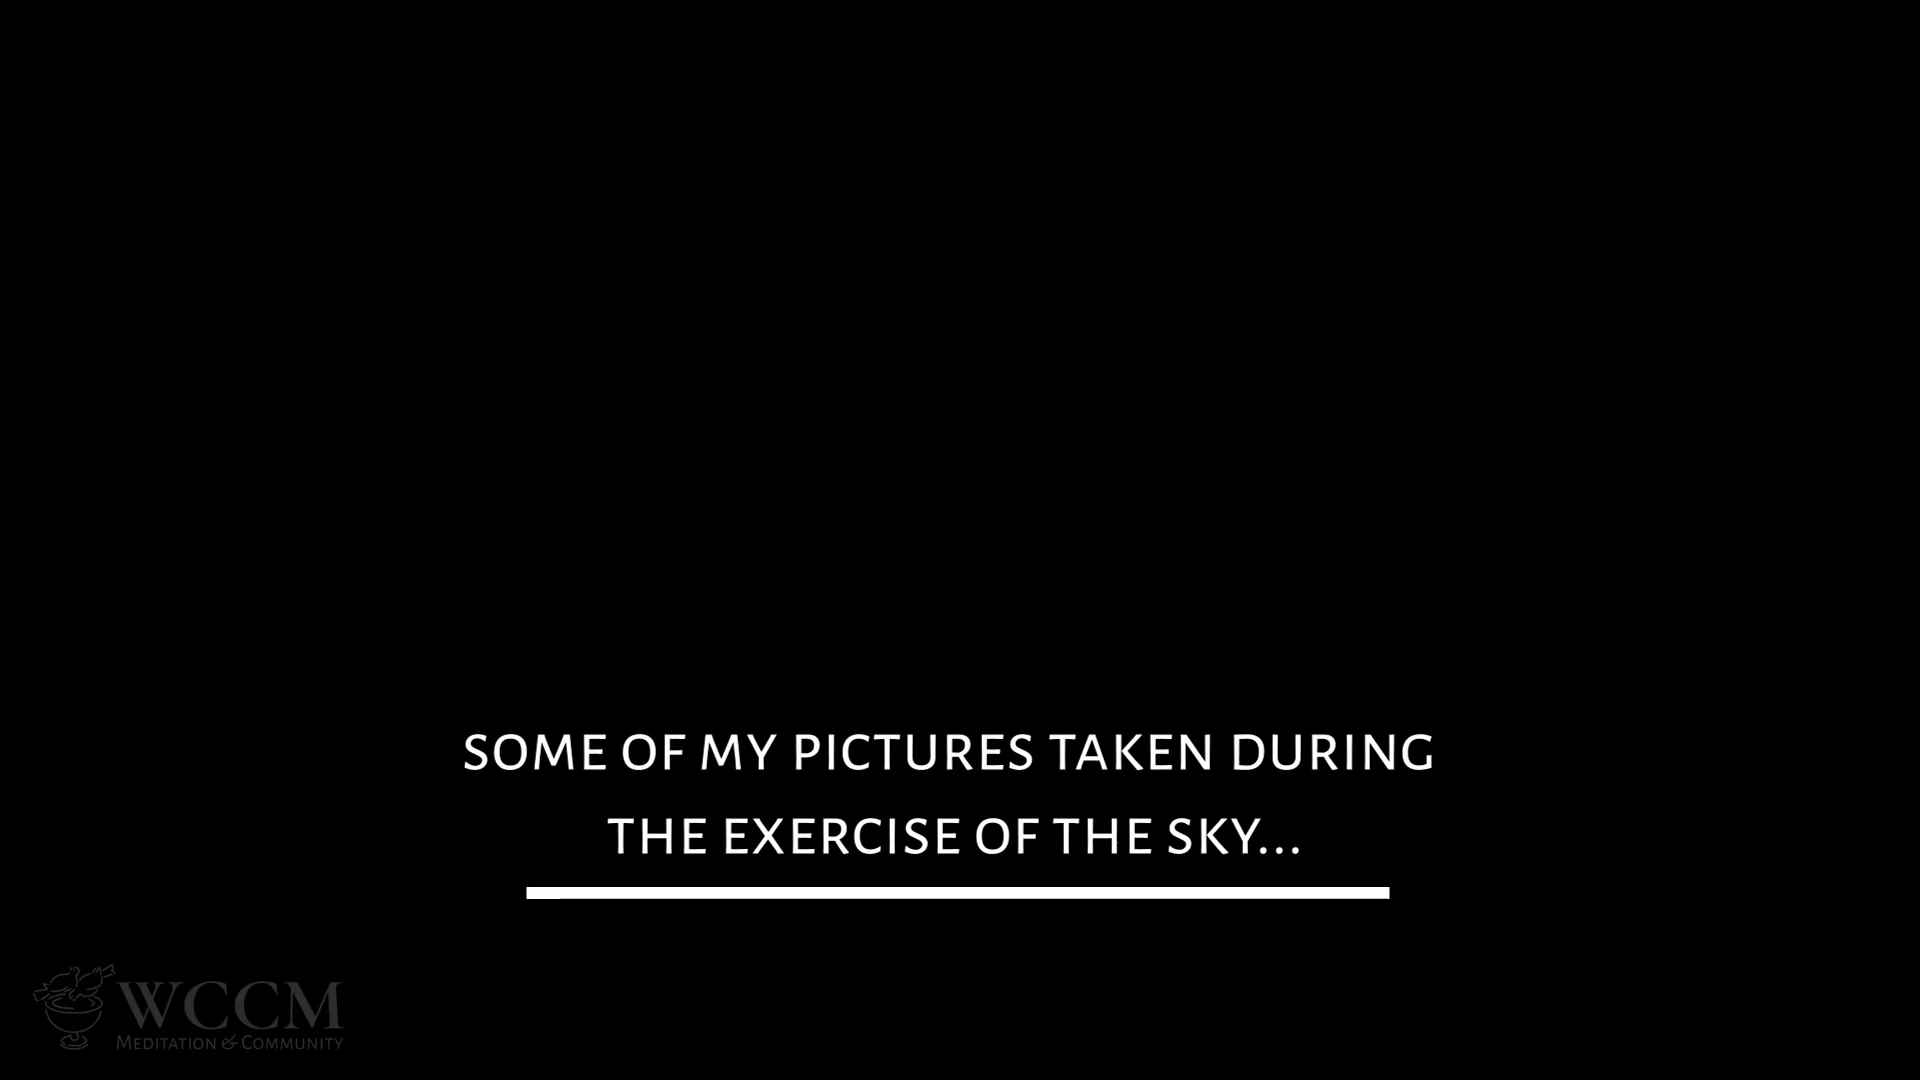 SOME OF MY PICTURES TAKEN DURING
THE EXERCISE OF THE SKY...
WCCM
MEDITATION & COMMUNITY